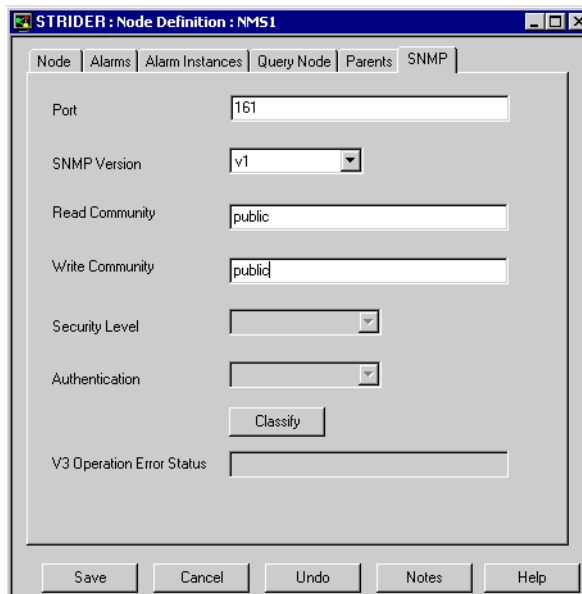 STRIDER : Node Definition : NMS1
Node Alarms Alarm Instances Query Node Parents SNMP
Port 161
SNMP Version v1
Read Community public
Write Community public
Security Level
Authentication
Classify
V3 Operation Error Status
Save Cancel Undo Notes Help